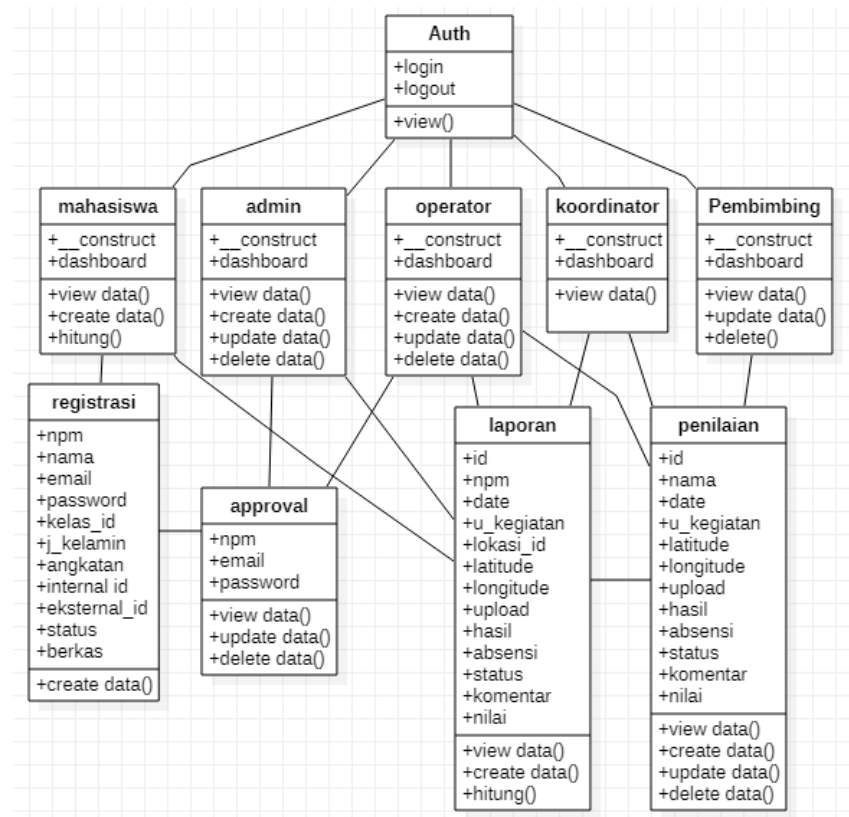 Auth
+login
+logout
+view()
mahasiswa
+__construct
+dashboard
+view data()
+create data()
+hitung()
admin
+__construct
+dashboard
+view data()
+create data()
+update data()
+delete data()
operator
+__construct
+dashboard
+view data()
+create data()
+update data()
+delete data()
koordinator
+__construct
+dashboard
+view data()
Pembimbing
+__construct
+dashboard
+view data()
+update data()
+delete()
registrasi
+npm
+nama
+email
+password
+kelas_id
+j_kelamin
+angkatan
+internal id
+eksternal_id
+status
+berkas
+create data()
approval
+npm
+email
+password
+view data()
+update data()
+delete data()
laporan
+id
+npm
+date
+u_kegiatan
+lokasi_id
+latitude
+longitude
+upload
+hasil
+absensi
+status
+komentar
+nilai
+view data()
+create data()
+hitung()
penilaian
+id
+nama
+date
+u_kegiatan
+latitude
+longitude
+upload
+hasil
+absensi
+status
+komentar
+nilai
+view data()
+create data()
+update data()
+delete data()